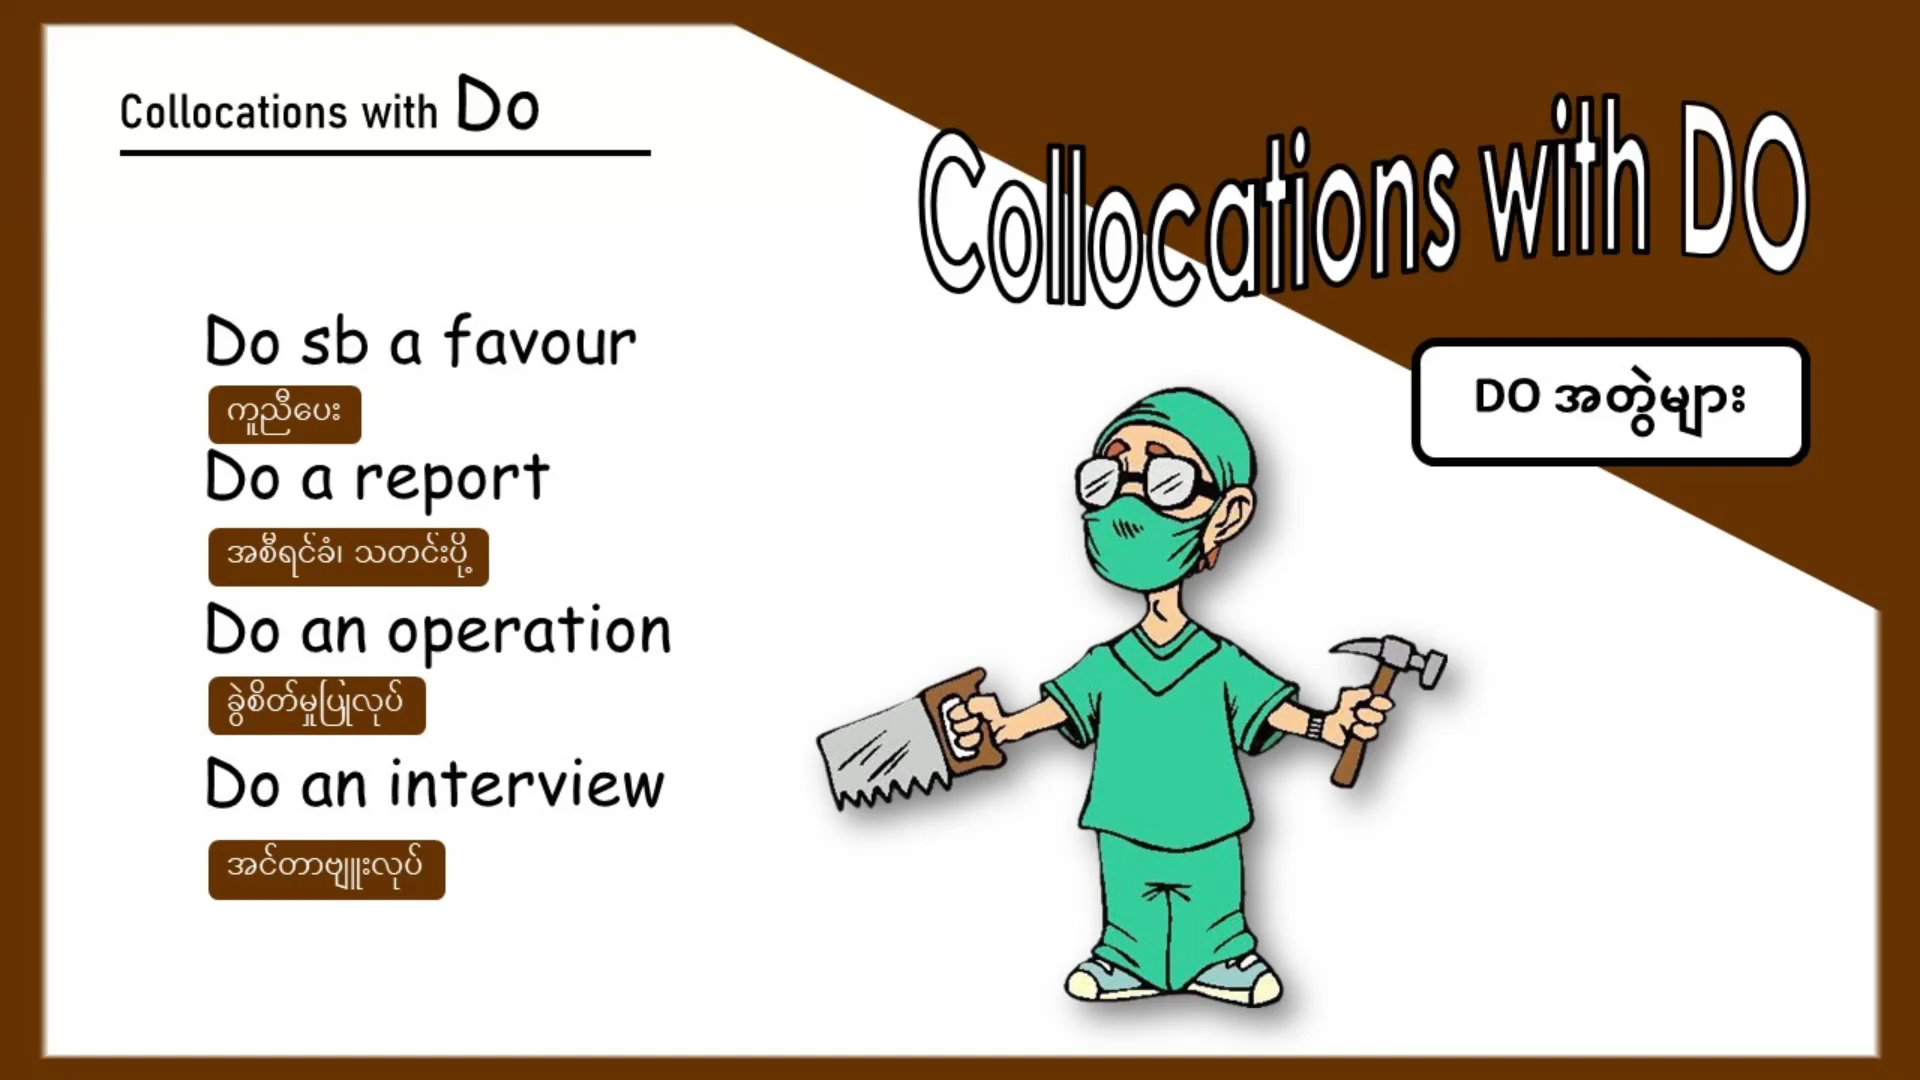 Collocations with Do
Collocations with DO
DO အတွဲများ
Do sb a favour
ကူညီပေး
Do a report
အစီရင်ခံ၊ သတင်းပို့
Do an operation
ခွဲစိတ်မှုပြုလုပ်
Do an interview
အင်တာဗျူးလုပ်